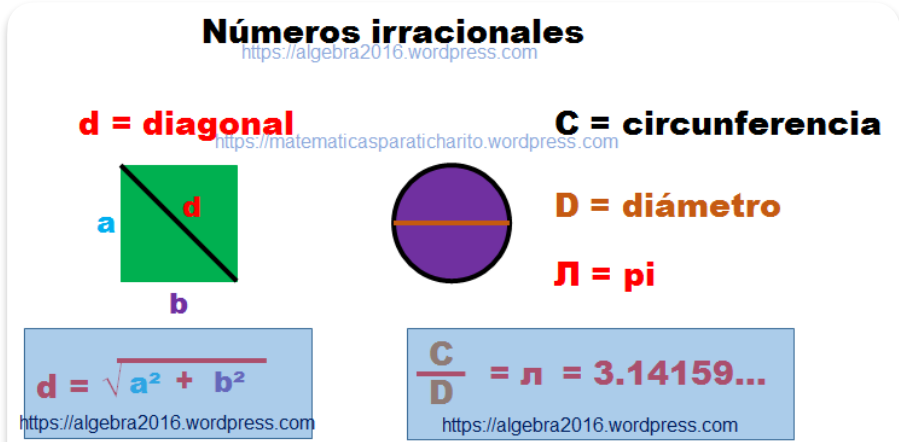 Números irracionales
https://algebra2016.wordpress.com
d = diagonal
https://matematicasparaticharito.wordpress.com
C = circunferencia
a
d
b
D = diámetro
Л = pi
d = √ a² + b²
https://algebra2016.wordpress.com
C
D
= л = 3.14159...
https://algebra2016.wordpress.com